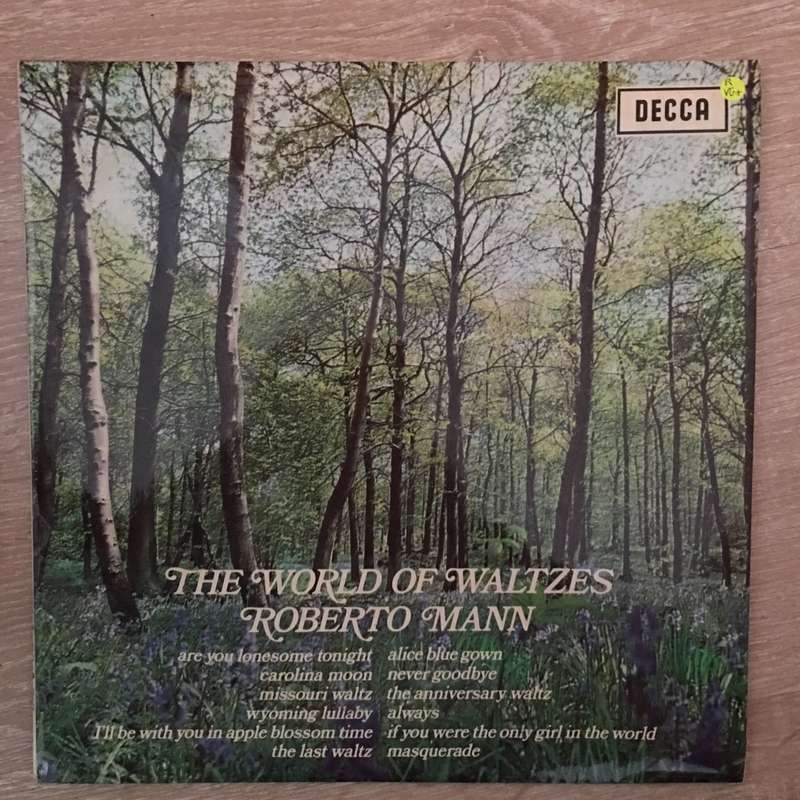 DECCA
R
VG+
THE WORLD OF WALTZES
ROBERTO MANN
are you lonesome tonight
carolina moon
missouri waltz
wyoming lullaby
I'll be with you in apple blossom time
the last waltz
alice blue gown
never goodbye
the anniversary waltz
always
if you were the only girl in the world
masquerade